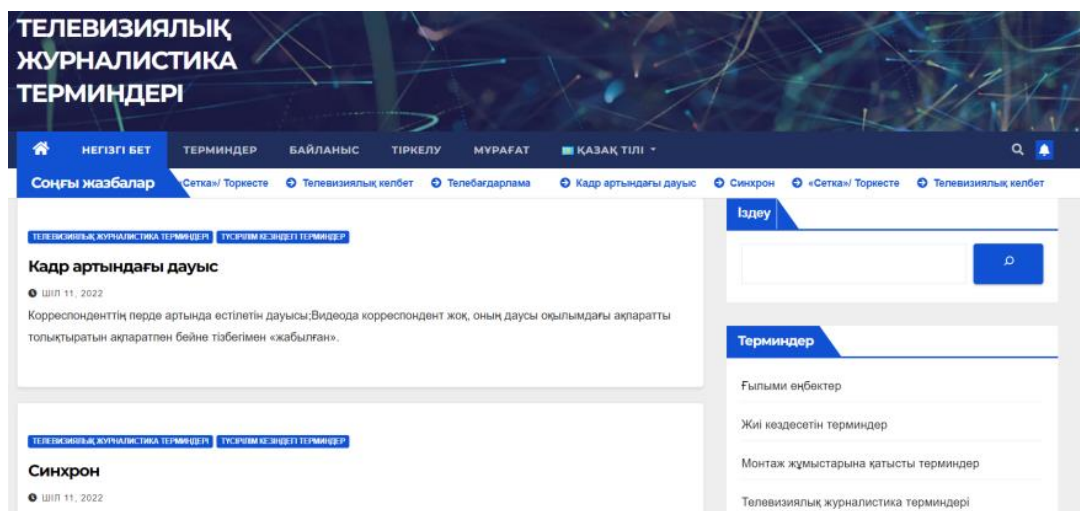 ТЕЛЕВИЗИЯЛЫҚ
ЖУРНАЛИСТИКА
ТЕРМИНДЕРІ
НЕГІЗГІ БЕТ ТЕРМИНДЕР БАЙЛАНЫС ТІРКЕЛУ МҰРАҒАТ ҚАЗАҚ ТІЛІ
Соңғы жазбалар «Сетка»/ Торкесте Телевизиялық келбет Телебағдарлама Кадр артындағы дауыс Синхрон «Сетка»/ Торкесте Телевизиялық келбет
ТЕЛЕВИЗИЯЛЫҚ ЖУРНАЛИСТИКА ТЕРМИНДЕРІ ТҮСІРІЛІМ КЕЗІНДЕГІ ТЕРМИНДЕР
Кадр артындағы дауыс
ШІЛ 11, 2022
Корреспонденттің перде артында естілетін дауысы;Видеода корреспондент жоқ, оның даусы оқылымдағы ақпаратты
толықтыратын ақпаратпен бейне тізбегімен «жабылған».
ТЕЛЕВИЗИЯЛЫҚ ЖУРНАЛИСТИКА ТЕРМИНДЕРІ ТҮСІРІЛІМ КЕЗІНДЕГІ ТЕРМИНДЕР
Синхрон
ШІЛ 11, 2022
Іздеу
Терминдер
Ғылыми еңбектер
Жиі кездесетін терминдер
Монтаж жұмыстарына қатысты терминдер
Телевизиялық журналистика терминдері